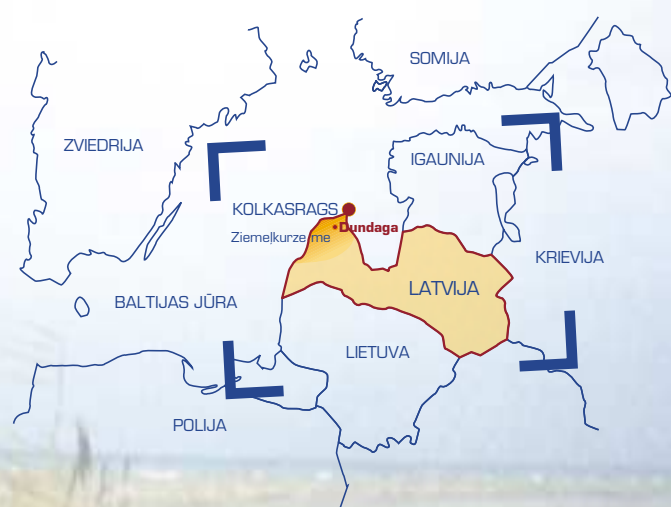 SOMIJA
ZVIEDRIJA
IGAUNIJA
KOLKASRAGS
Dundaga
Ziemeļkurzeme
KRIEVIJA
LATVIJA
BALTIJAS JŪRA
LIETUVA
POLIJA